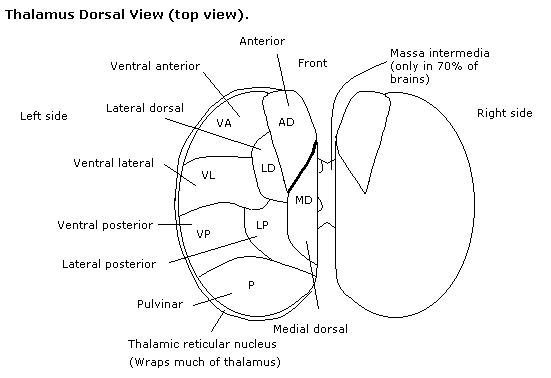 Thalamus Dorsal View (top view).
Anterior
Front
Massa intermedia
(only in 70% of
brains)
Ventral anterior
Lateral dorsal
Left side
Right side
VA
AD
Ventral lateral
LD
VL
MD
Ventral posterior
VP
LP
Lateral posterior
P
Pulvinar
Medial dorsal
Thalamic reticular nucleus
(Wraps much of thalamus)